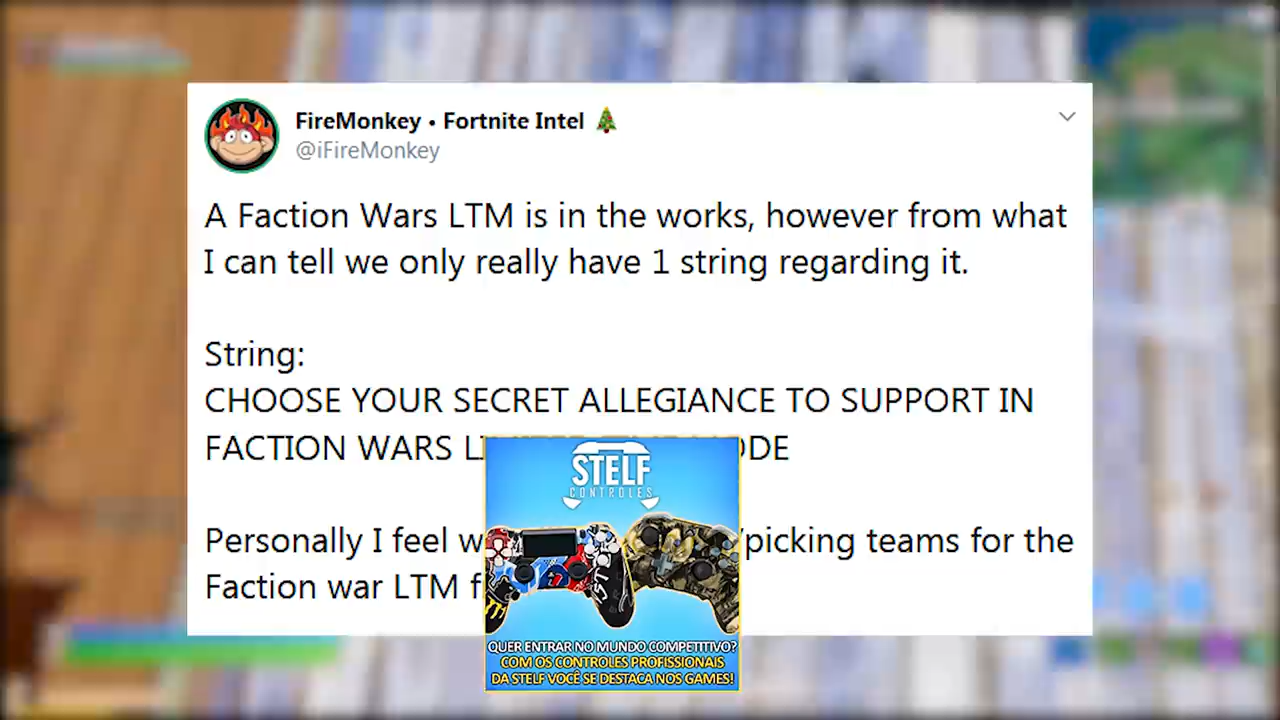 FireMonkey • Fortnite Intel 🎄
@iFireMonkey
A Faction Wars LTM is in the works, however from what
I can tell we only really have 1 string regarding it.
String:
CHOOSE YOUR SECRET ALLEGIANCE TO SUPPORT IN
FACTION WARS
Personally I feel /picking teams for the
Faction war LTM
STELF
CONTROLES
QUER ENTRAR NO MUNDO COMPETITIVO?
COM OS CONTROLES PROFISSIONAIS
DA STELF VOCÊ SE DESTACA NOS GAMES!